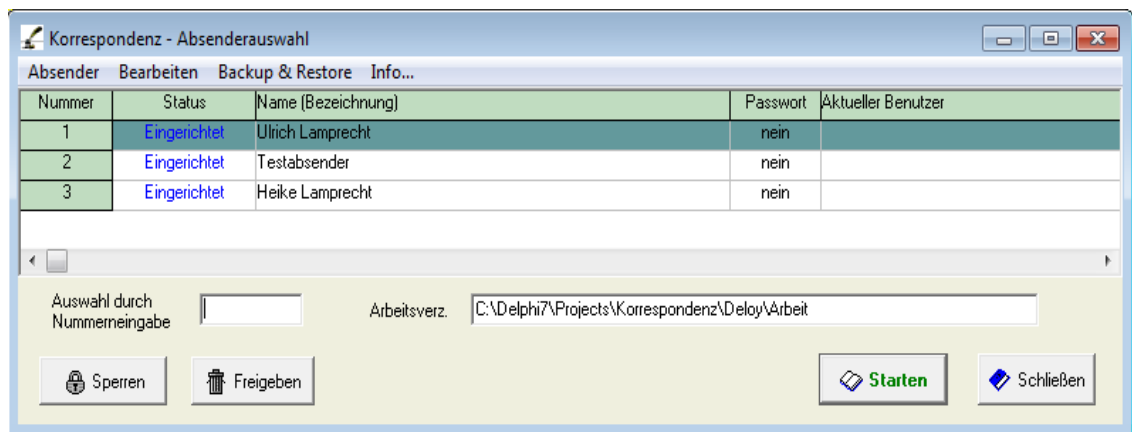 Korrespondenz - Absenderauswahl
Absender Bearbeiten Backup & Restore Info...
Nummer Status Name (Bezeichnung) Passwort Aktueller Benutzer
1 Eingerichtet Ulrich Lamprecht nein
2 Eingerichtet Testabsender nein
3 Eingerichtet Heike Lamprecht nein
Auswahl durch
Nummerneingabe
Arbeitsverz. C:\Delphi7\Projects\Korrespondenz\Deloy\Arbeit
Sperren Freigeben Starten Schließen